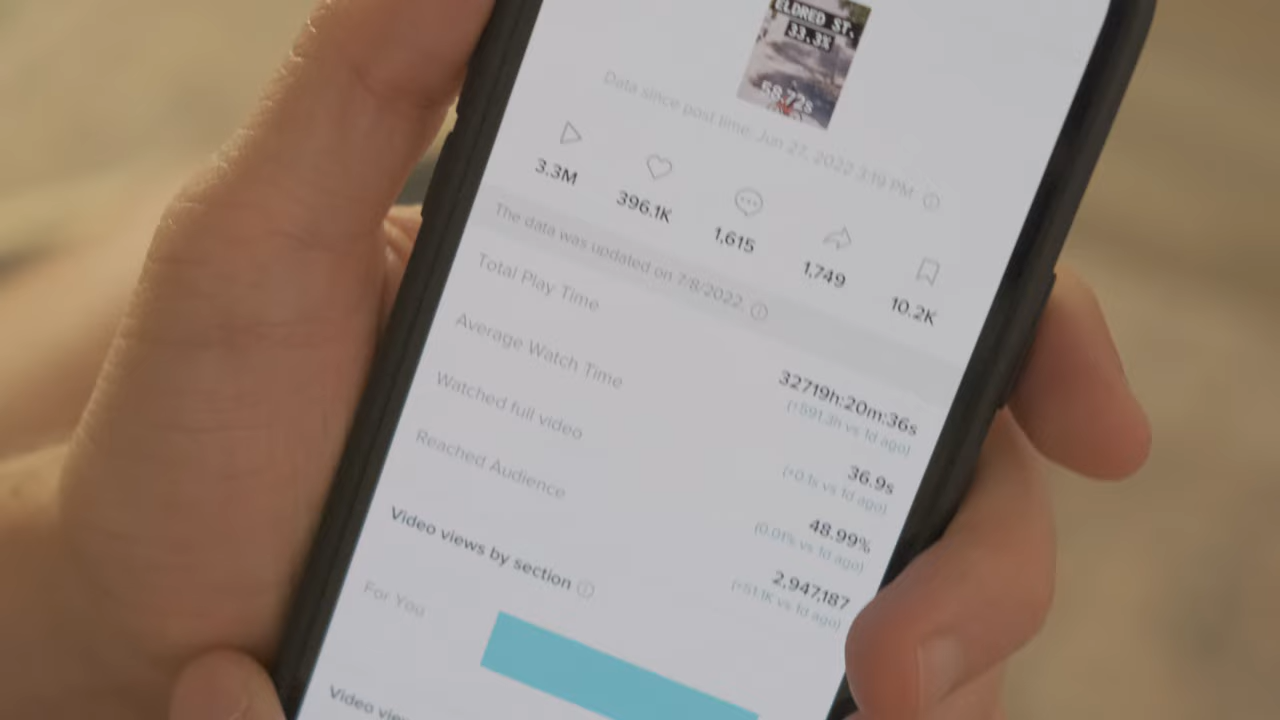 ELDRED ST.
33.3%
58.72s
Data since post time: Jun 27, 2022 3:19 PM
3.3M
396.1K
1,615
1,749
10.2K
The data was updated on 7/8/2022
Total Play Time
32719h:20m:36s
(+591.3h vs 1d ago)
Average Watch Time
36.9s
(+0.1s vs 1d ago)
Watched full video
48.99%
(0.01% vs 1d ago)
Reached Audience
2,947,187
(+51.1K vs 1d ago)
Video views by section
For You
Video